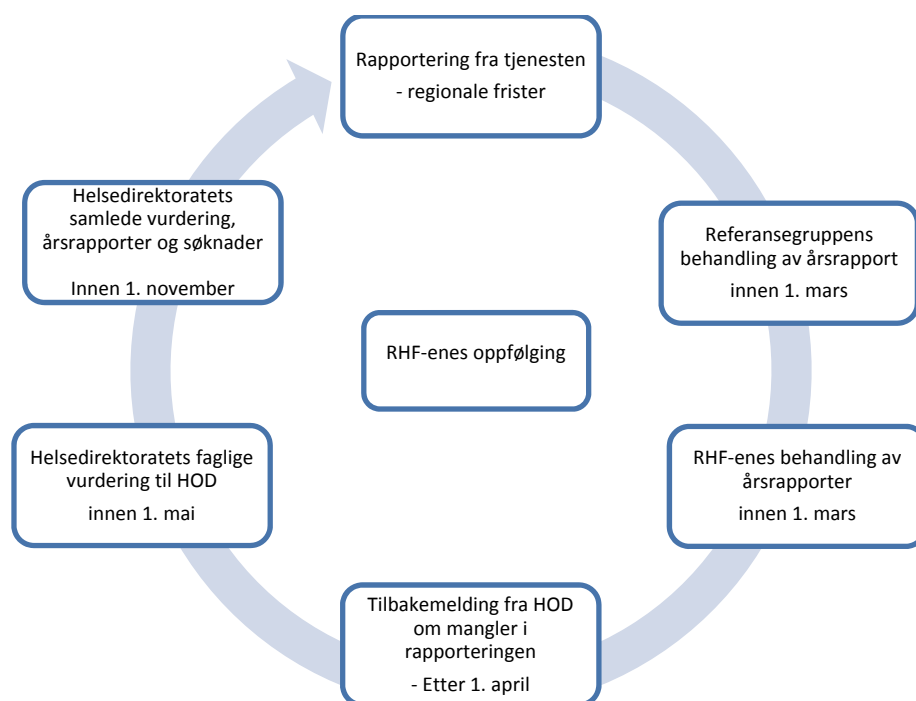 Rapportering fra tjenesten
- regionale frister
Referansegruppens
behandling av årsrapport
innen 1. mars
RHF-enes behandling av
årsrapporter
innen 1. mars
Tilbakemelding fra HOD
om mangler i
rapporteringen
- Etter 1. april
Helsedirektoratets faglige
vurdering til HOD
innen 1. mai
Helsedirektoratets
samlede vurdering,
årsrapporter og søknader
Innen 1. november
RHF-enes oppfølging